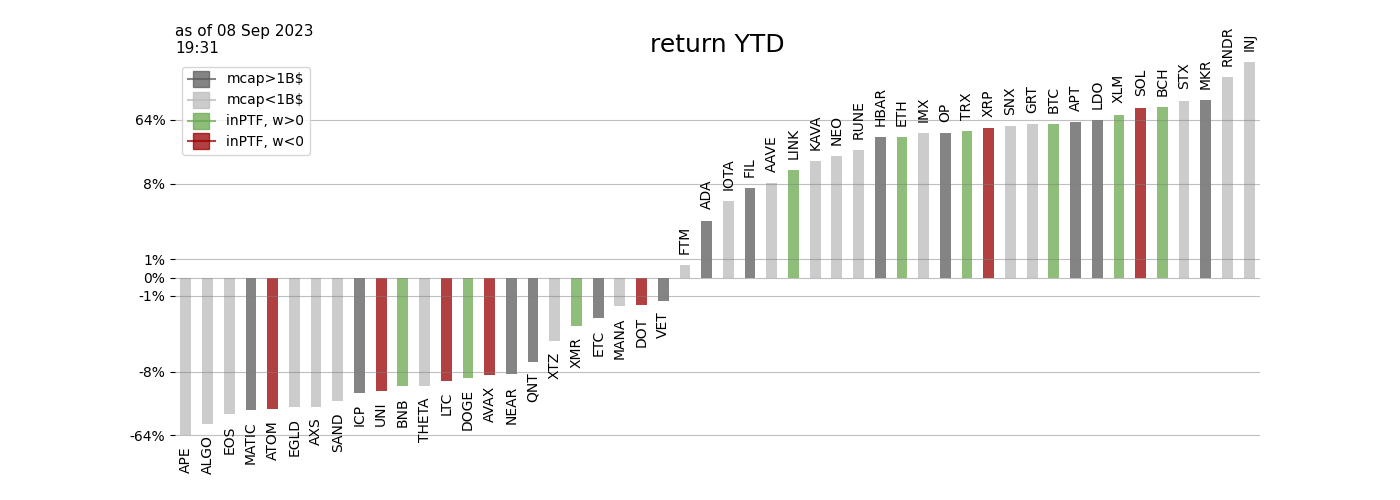 as of 08 Sep 2023
19:31
return YTD
mcap>1B$
mcap<1B$
inPTF, w>0
inPTF, w<0
64%
8%
1%
0%
-1%
-8%
-64%
APE
ALGO
EOS
MATIC
ATOM
EGLD
AXS
SAND
ICP
UNI
BNB
THETA
LTC
DOGE
AVAX
NEAR
QNT
XTZ
XMR
ETC
MANA
DOT
VET
FTM
ADA
IOTA
FIL
AAVE
LINK
KAVA
NEO
RUNE
HBAR
ETH
IMX
OP
TRX
XRP
SNX
GRT
BTC
APT
LDO
XLM
SOL
BCH
STX
MKR
RNDR
INJ